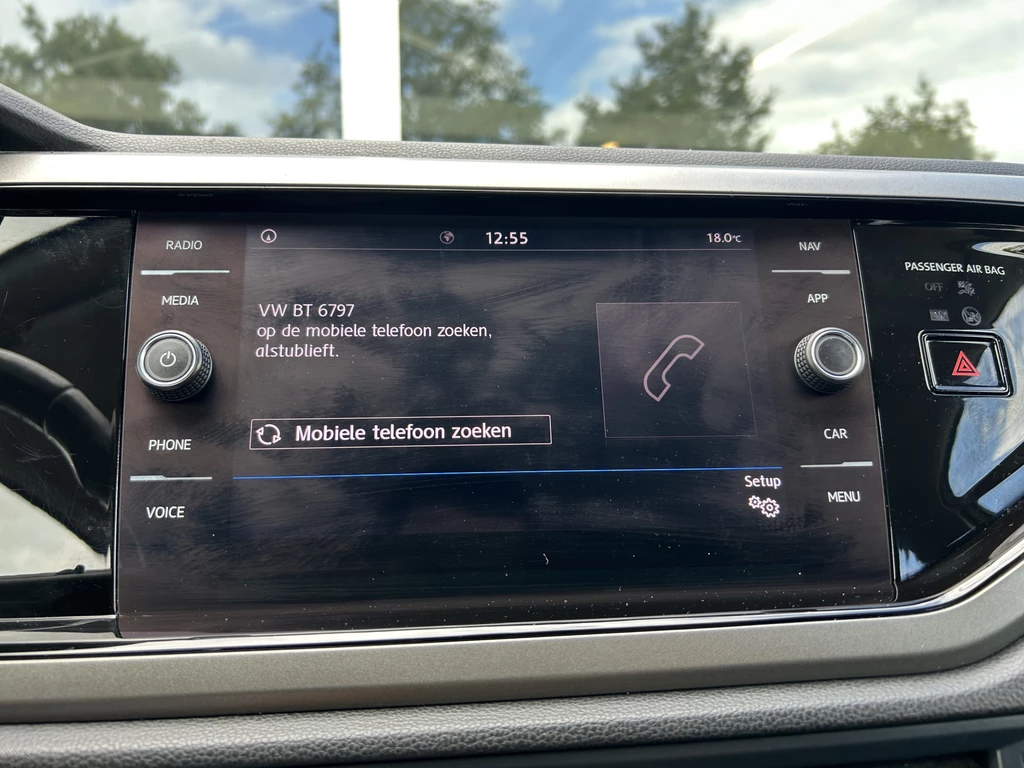 RADIO
MEDIA
PHONE
VOICE
12:55
18.0°C
VW BT 6797
op de mobiele telefoon zoeken,
alstublieft.
Mobiele telefoon zoeken
Setup
NAV
APP
CAR
MENU
PASSENGER AIR BAG
OFF